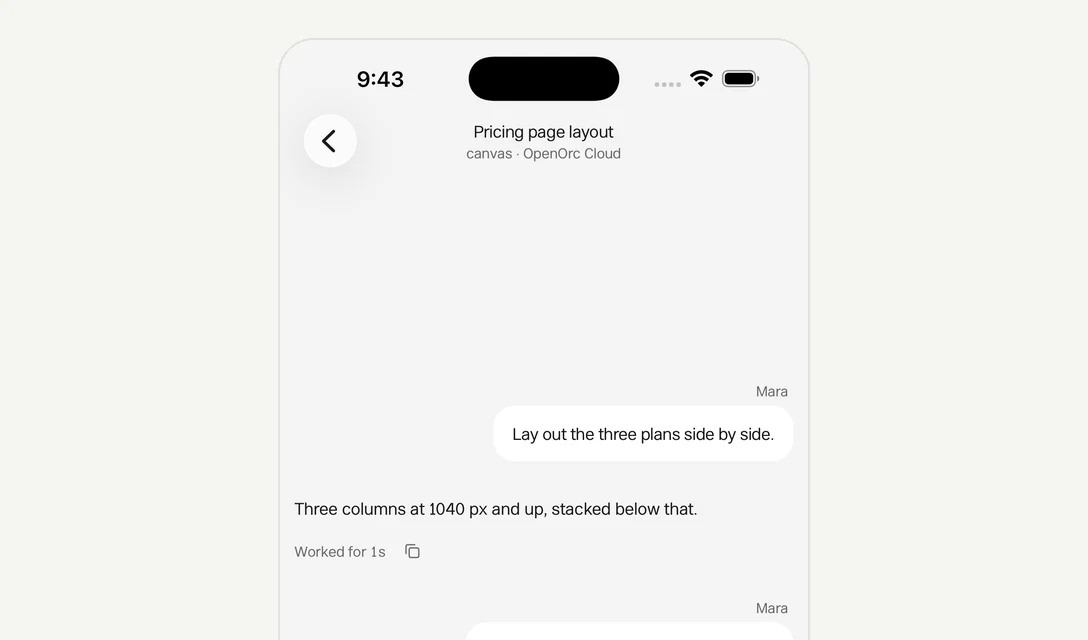 9:43
Pricing page layout
canvas · OpenOrc Cloud
Mara
Lay out the three plans side by side.
Three columns at 1040 px and up, stacked below that.
Worked for 1s
Mara